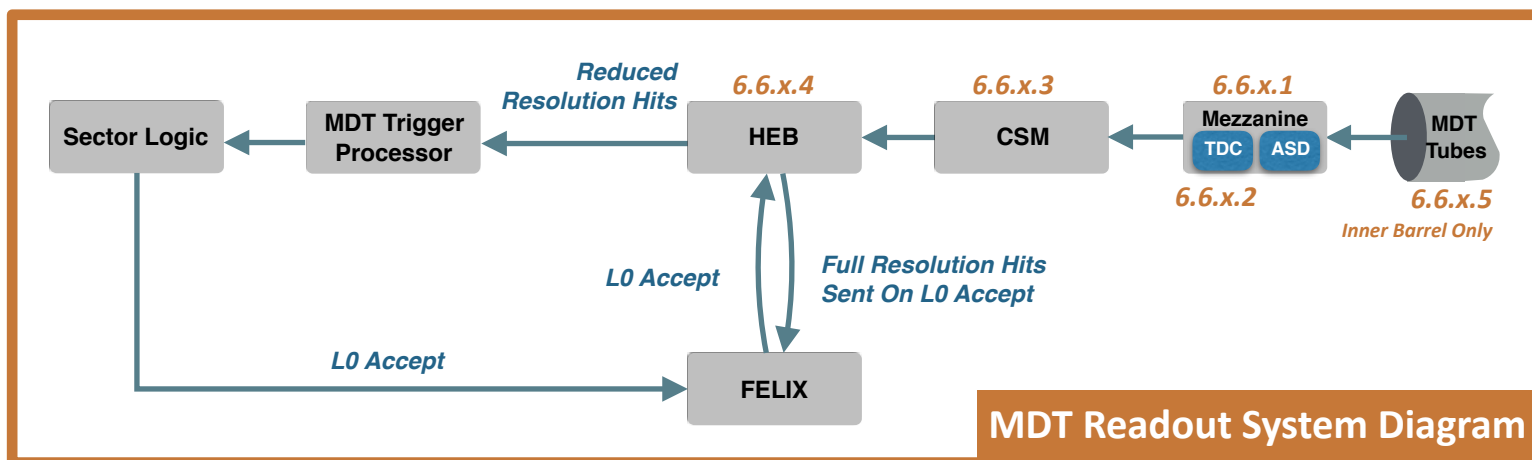 Reduced
Resolution Hits
6.6.x.4
6.6.x.3
6.6.x.1
Sector Logic
MDT Trigger
Processor
HEB
CSM
Mezzanine
TDC
ASD
MDT
Tubes
6.6.x.2
6.6.x.5
Inner Barrel Only
L0 Accept
Full Resolution Hits
Sent On L0 Accept
L0 Accept
FELIX
MDT Readout System Diagram